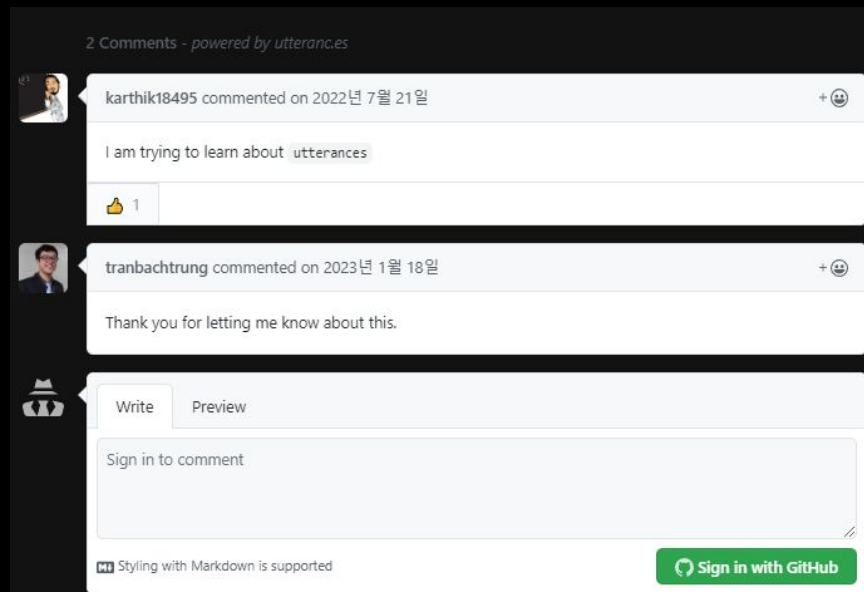 2 Comments - powered by utteranc.es
karthik18495 commented on 2022년 7월 21일
I am trying to learn about utterances
👍 1
tranbachtrung commented on 2023년 1월 18일
Thank you for letting me know about this.
Write Preview
Sign in to comment
Styling with Markdown is supported
Sign in with GitHub